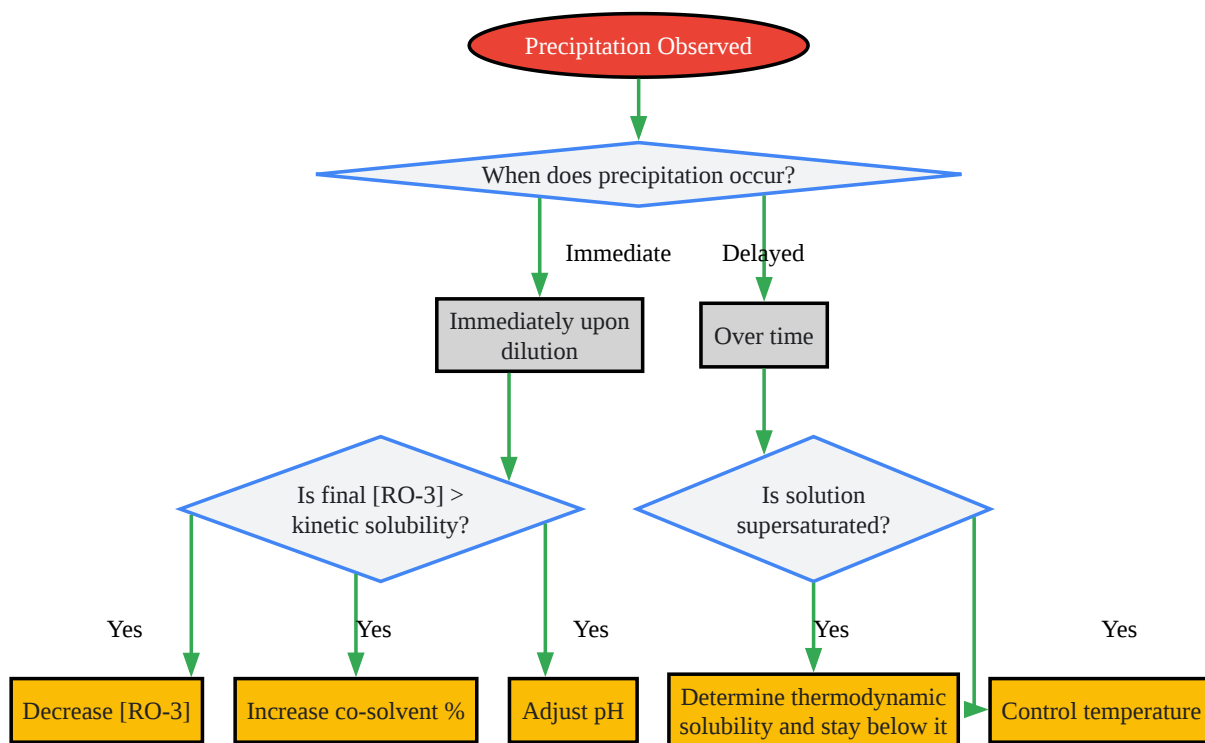 Precipitation Observed
When does precipitation occur?
Immediate
Delayed
Immediately upon
dilution
Over time
Is final [RO-3] >
kinetic solubility?
Is solution
supersaturated?
Yes
Yes
Yes
Yes
Yes
Decrease [RO-3]
Increase co-solvent %
Adjust pH
Determine thermodynamic
solubility and stay below it
Control temperature